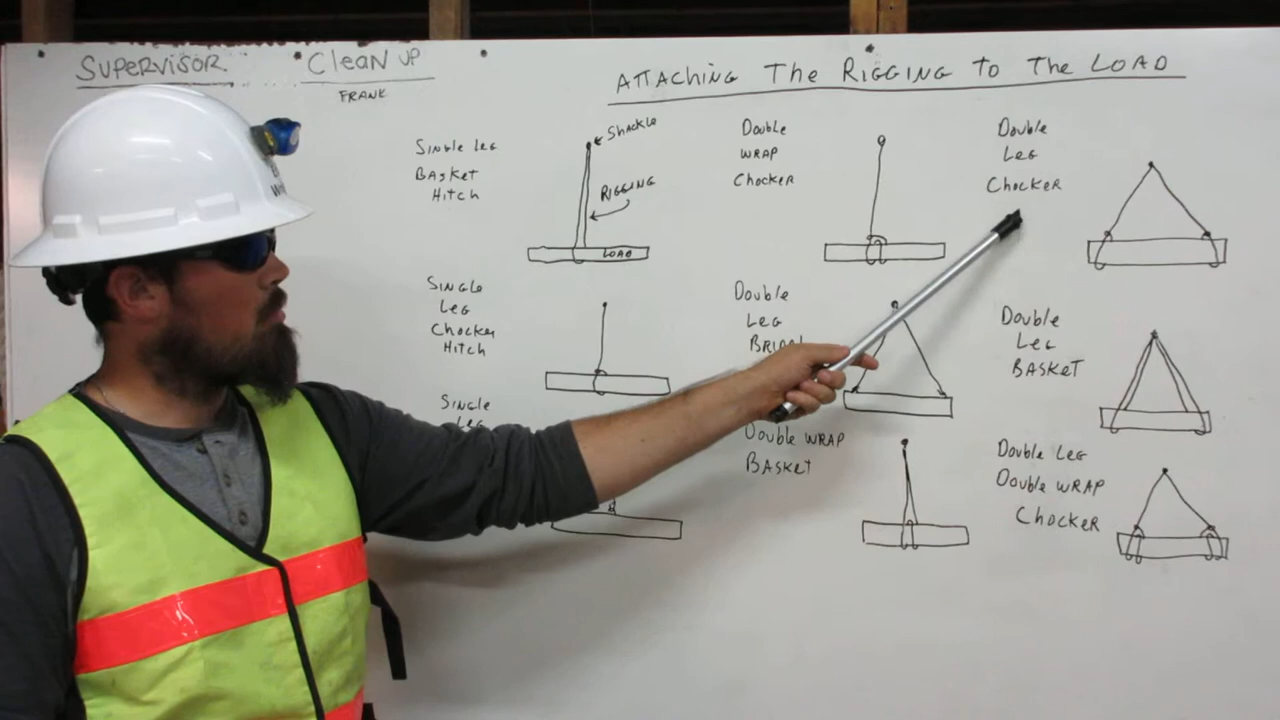 Supervisor
Clean up
FRANK
Attaching The Rigging To The Load
Single Leg
Basket
Hitch
Shackle
Rigging
LOAD
Double
WRAP
Chocker
Double
Leg
Chocker
Single
Leg
Chocker
Hitch
Double
Leg
Double
Leg
BASKET
Single
Leg
Double WRAP
BASKET
Double Leg
Double WRAP
Chocker